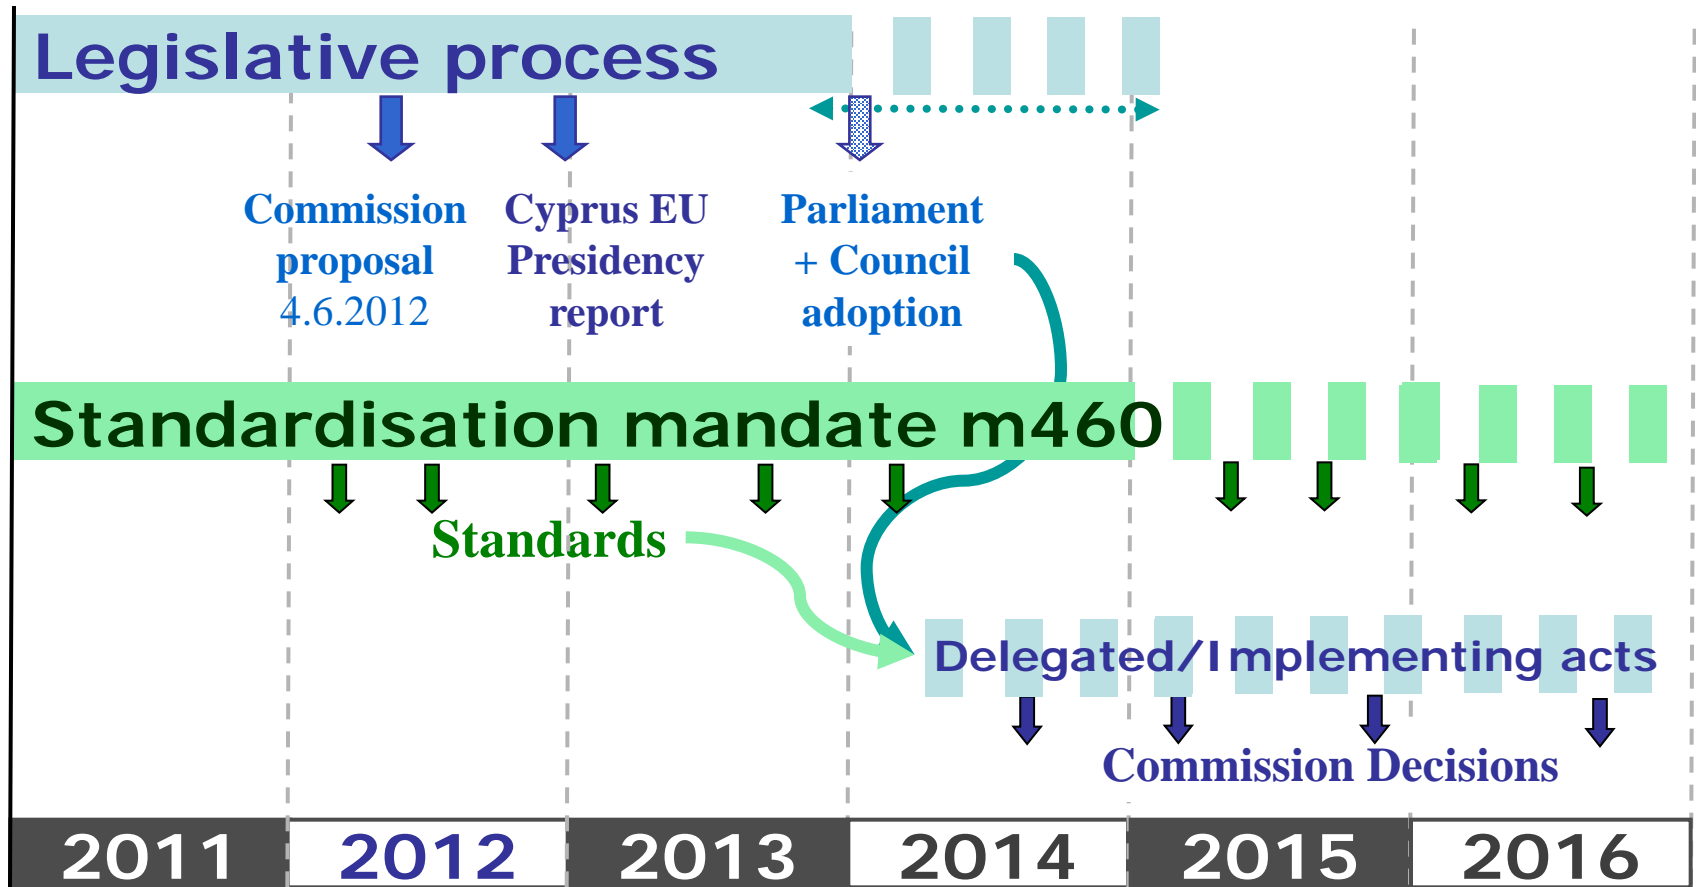 Legislative process
Commission
proposal
4.6.2012
Cyprus EU
Presidency
report
Parliament
+ Council
adoption
Standardisation mandate m460
Standards
Delegated/Implementing acts
Commission Decisions
2011 2012 2013 2014 2015 2016